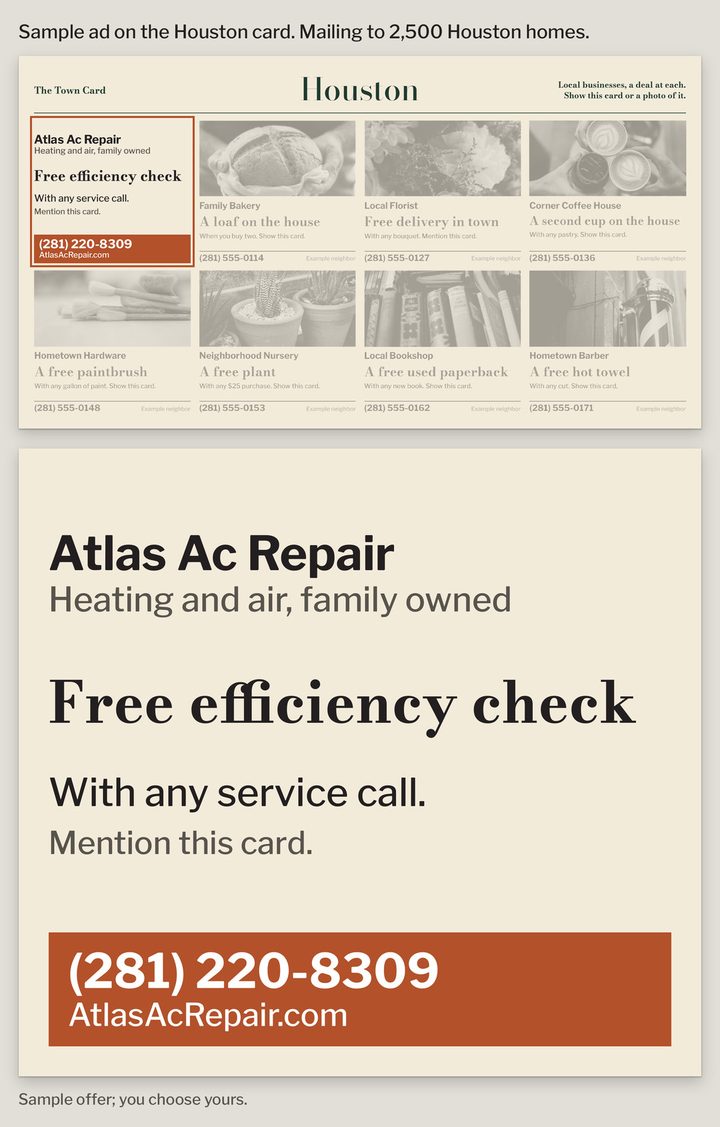 Sample ad on the Houston card. Mailing to 2,500 Houston homes.
The Town Card
Houston
Local businesses, a deal at each.
Show this card or a photo of it.
Atlas Ac Repair
Heating and air, family owned
Free efficiency check
With any service call.
Mention this card.
(281) 220-8309
AtlasAcRepair.com
Family Bakery
A loaf on the house
When you buy two. Show this card.
(281) 555-0114
Example neighbor
Local Florist
Free delivery in town
With any bouquet. Mention this card.
(281) 555-0127
Example neighbor
Corner Coffee House
A second cup on the house
With any pastry. Show this card.
(281) 555-0136
Example neighbor
Hometown Hardware
A free paintbrush
With any gallon of paint. Show this card.
(281) 555-0148
Example neighbor
Neighborhood Nursery
A free plant
With any $25 purchase. Show this card.
(281) 555-0153
Example neighbor
Local Bookshop
A free used paperback
With any new book. Show this card.
(281) 555-0162
Example neighbor
Hometown Barber
A free hot towel
With any cut. Show this card.
(281) 555-0171
Example neighbor
Atlas Ac Repair
Heating and air, family owned
Free efficiency check
With any service call.
Mention this card.
(281) 220-8309
AtlasAcRepair.com
Sample offer; you choose yours.